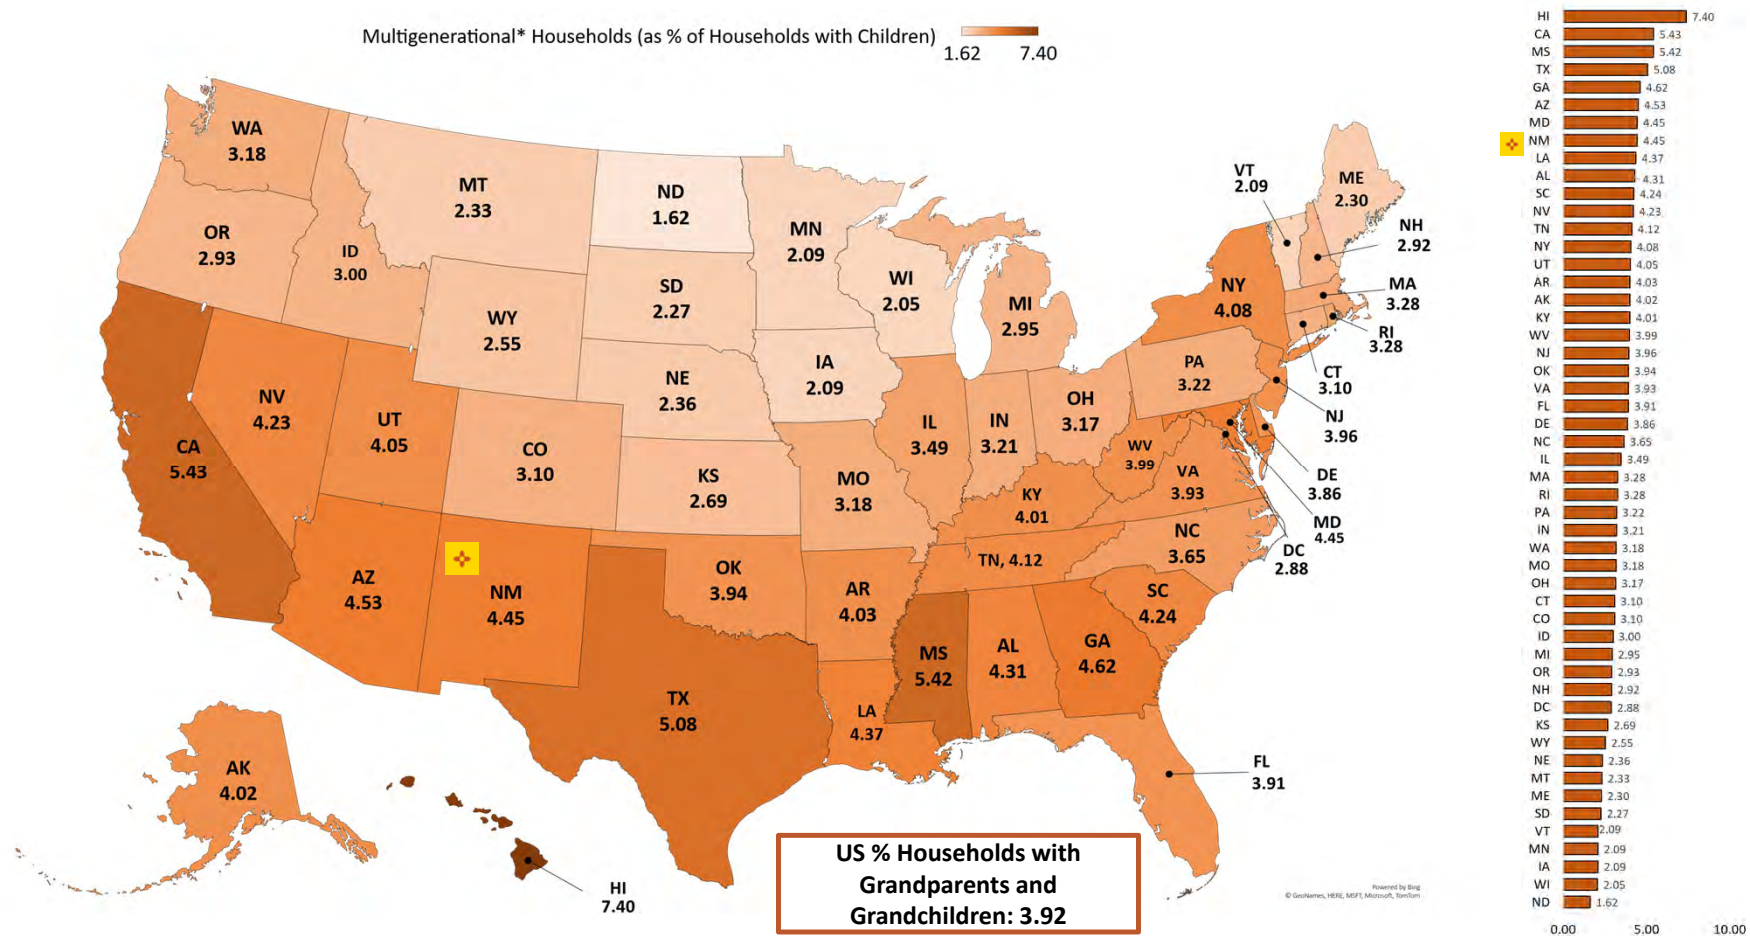 Multigenerational* Households (as % of Households with Children)
1.62 7.40
WA
3.18
OR
2.93
ID
3.00
MT
2.33
ND
1.62
MN
2.09
WI
2.05
MI
2.95
SD
2.27
WY
2.55
NE
2.36
IA
2.09
NV
4.23
UT
4.05
CA
5.43
CO
3.10
KS
2.69
MO
3.18
IL
3.49
IN
3.21
OH
3.17
PA
3.22
NY
4.08
VT
2.09
ME
2.30
NH
2.92
MA
3.28
RI
3.28
CT
3.10
NJ
3.96
DE
3.86
MD
4.45
DC
2.88
WV
3.99
VA
3.93
KY
4.01
NC
3.65
TN, 4.12
SC
4.24
AZ
4.53
NM
4.45
OK
3.94
AR
4.03
TX
5.08
LA
4.37
MS
5.42
AL
4.31
GA
4.62
FL
3.91
AK
4.02
HI
7.40
US % Households with
Grandparents and
Grandchildren: 3.92
Powered by Bing
© GeoNames, HERE, MSFT, Microsoft, TomTom
HI 7.40
CA 5.43
MS 5.42
TX 5.08
GA 4.62
AZ 4.53
MD 4.45
NM 4.45
LA 4.37
AL 4.31
SC 4.24
NV 4.23
TN 4.12
NY 4.08
UT 4.05
AR 4.03
AK 4.02
KY 4.01
WV 3.99
NJ 3.96
OK 3.94
VA 3.93
FL 3.91
DE 3.86
NC 3.65
IL 3.49
MA 3.28
RI 3.28
PA 3.22
IN 3.21
WA 3.18
MO 3.18
OH 3.17
CT 3.10
CO 3.10
ID 3.00
MI 2.95
OR 2.93
NH 2.92
DC 2.88
KS 2.69
WY 2.55
NE 2.36
MT 2.33
ME 2.30
SD 2.27
VT 2.09
MN 2.09
IA 2.09
WI 2.05
ND 1.62
0.00 5.00 10.00